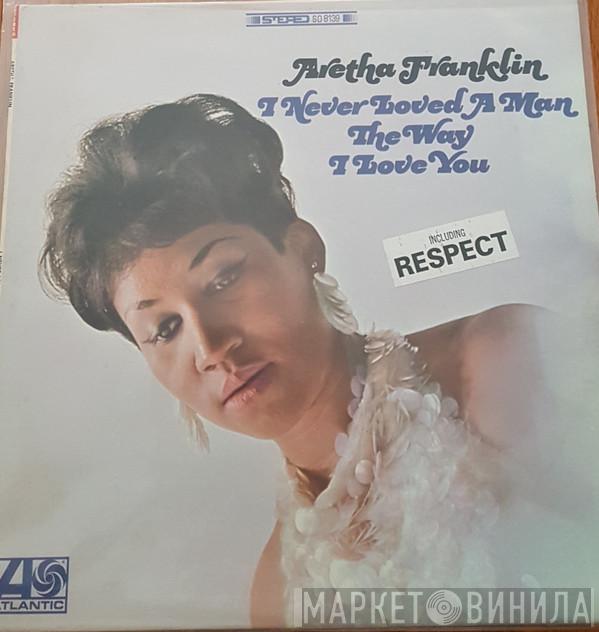 STEREO SD 8139
Aretha Franklin
I Never Loved A Man
The Way
I Love You
INCLUDING
RESPECT
ATLANTIC
МАРКЕТ ВИНИЛА